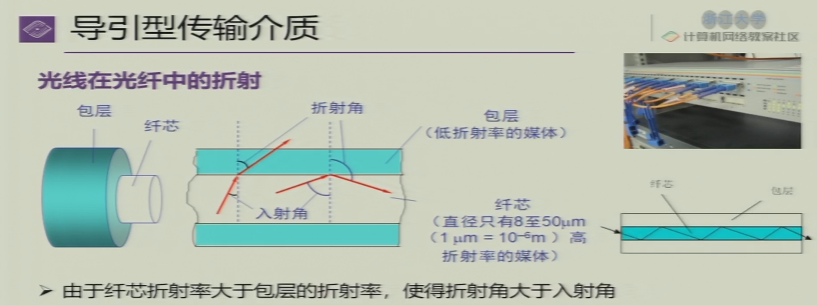 导引型传输介质
计算机网络教案社区
光线在光纤中的折射
包层
纤芯
折射角
入射角
包层
（低折射率的媒体）
纤芯
（直径只有8至50μm
（1 μm = 10⁻⁶m ）高
折射率的媒体）
纤芯
包层
➢ 由于纤芯折射率大于包层的折射率，使得折射角大于入射角